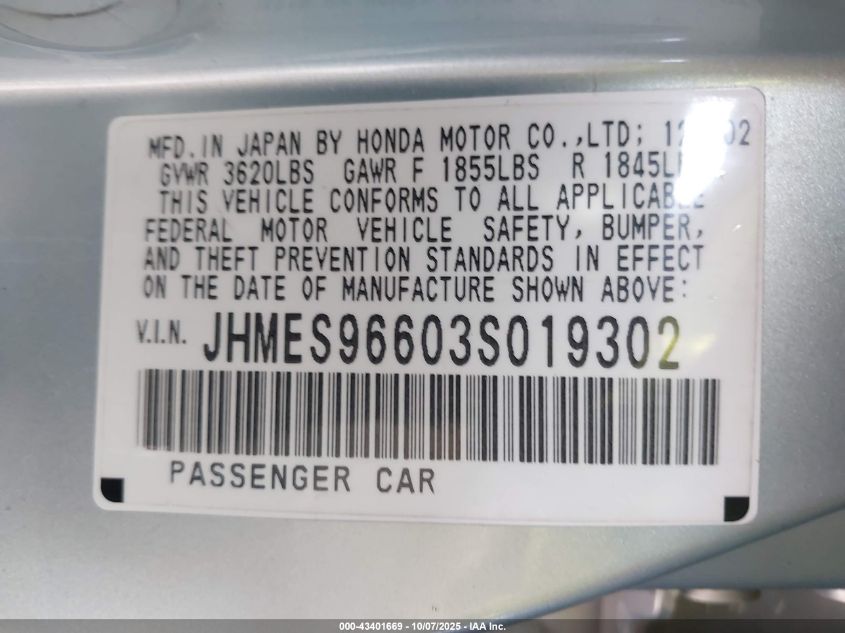 MFD.IN JAPAN BY HONDA MOTOR CO.,LTD;
GVWR 3620LBS GAWR F 1855LBS R
THIS VEHICLE CONFORMS TO ALL APPLICABLE
FEDERAL MOTOR VEHICLE SAFETY, BUMPER,
AND THEFT PREVENTION STANDARDS IN EFFECT
ON THE DATE OF MANUFACTURE SHOWN ABOVE:
V.I.N. JHMES96603S019302
PASSENGER CAR
000-43401669 - 10/07/2025 - IAA Inc.